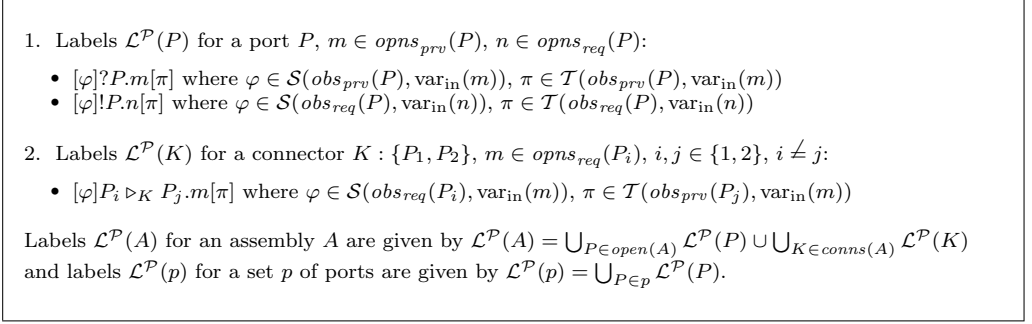 1. Labels ℒ^𝒫(P) for a port P, m ∈ opns_prv(P), n ∈ opns_req(P):
• [φ]?P.m[π] where φ ∈ 𝒮(obs_prv(P), var_in(m)), π ∈ 𝒯(obs_prv(P), var_in(m))
• [φ]!P.n[π] where φ ∈ 𝒮(obs_req(P), var_in(n)), π ∈ 𝒯(obs_req(P), var_in(n))
2. Labels ℒ^𝒫(K) for a connector K : {P₁, P₂}, m ∈ opns_req(P_i), i, j ∈ {1, 2}, i ≠ j:
• [φ]P_i ▷_K P_j.m[π] where φ ∈ 𝒮(obs_req(P_i), var_in(m)), π ∈ 𝒯(obs_prv(P_j), var_in(m))
Labels ℒ^𝒫(A) for an assembly A are given by ℒ^𝒫(A) = ⋃_{P∈open(A)} ℒ^𝒫(P) ∪ ⋃_{K∈conns(A)} ℒ^𝒫(K)
and labels ℒ^𝒫(p) for a set p of ports are given by ℒ^𝒫(p) = ⋃_{P∈p} ℒ^𝒫(P).